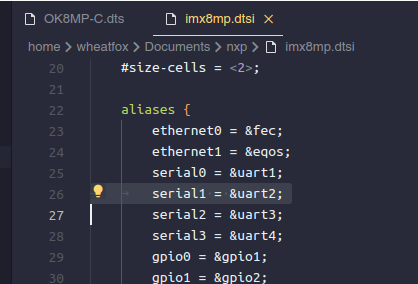 OK8MP-C.dts imx8mp.dtsi ×
home > wheatfox > Documents > nxp > imx8mp.dtsi
20 #size-cells = <2>;
21
22 aliases {
23 ethernet0 = &fec;
24 ethernet1 = &eqos;
25 serial0 = &uart1;
26 serial1 = &uart2;
27 serial2 = &uart3;
28 serial3 = &uart4;
29 gpio0 = &gpio1;
30 gpio1 = &gpio2;